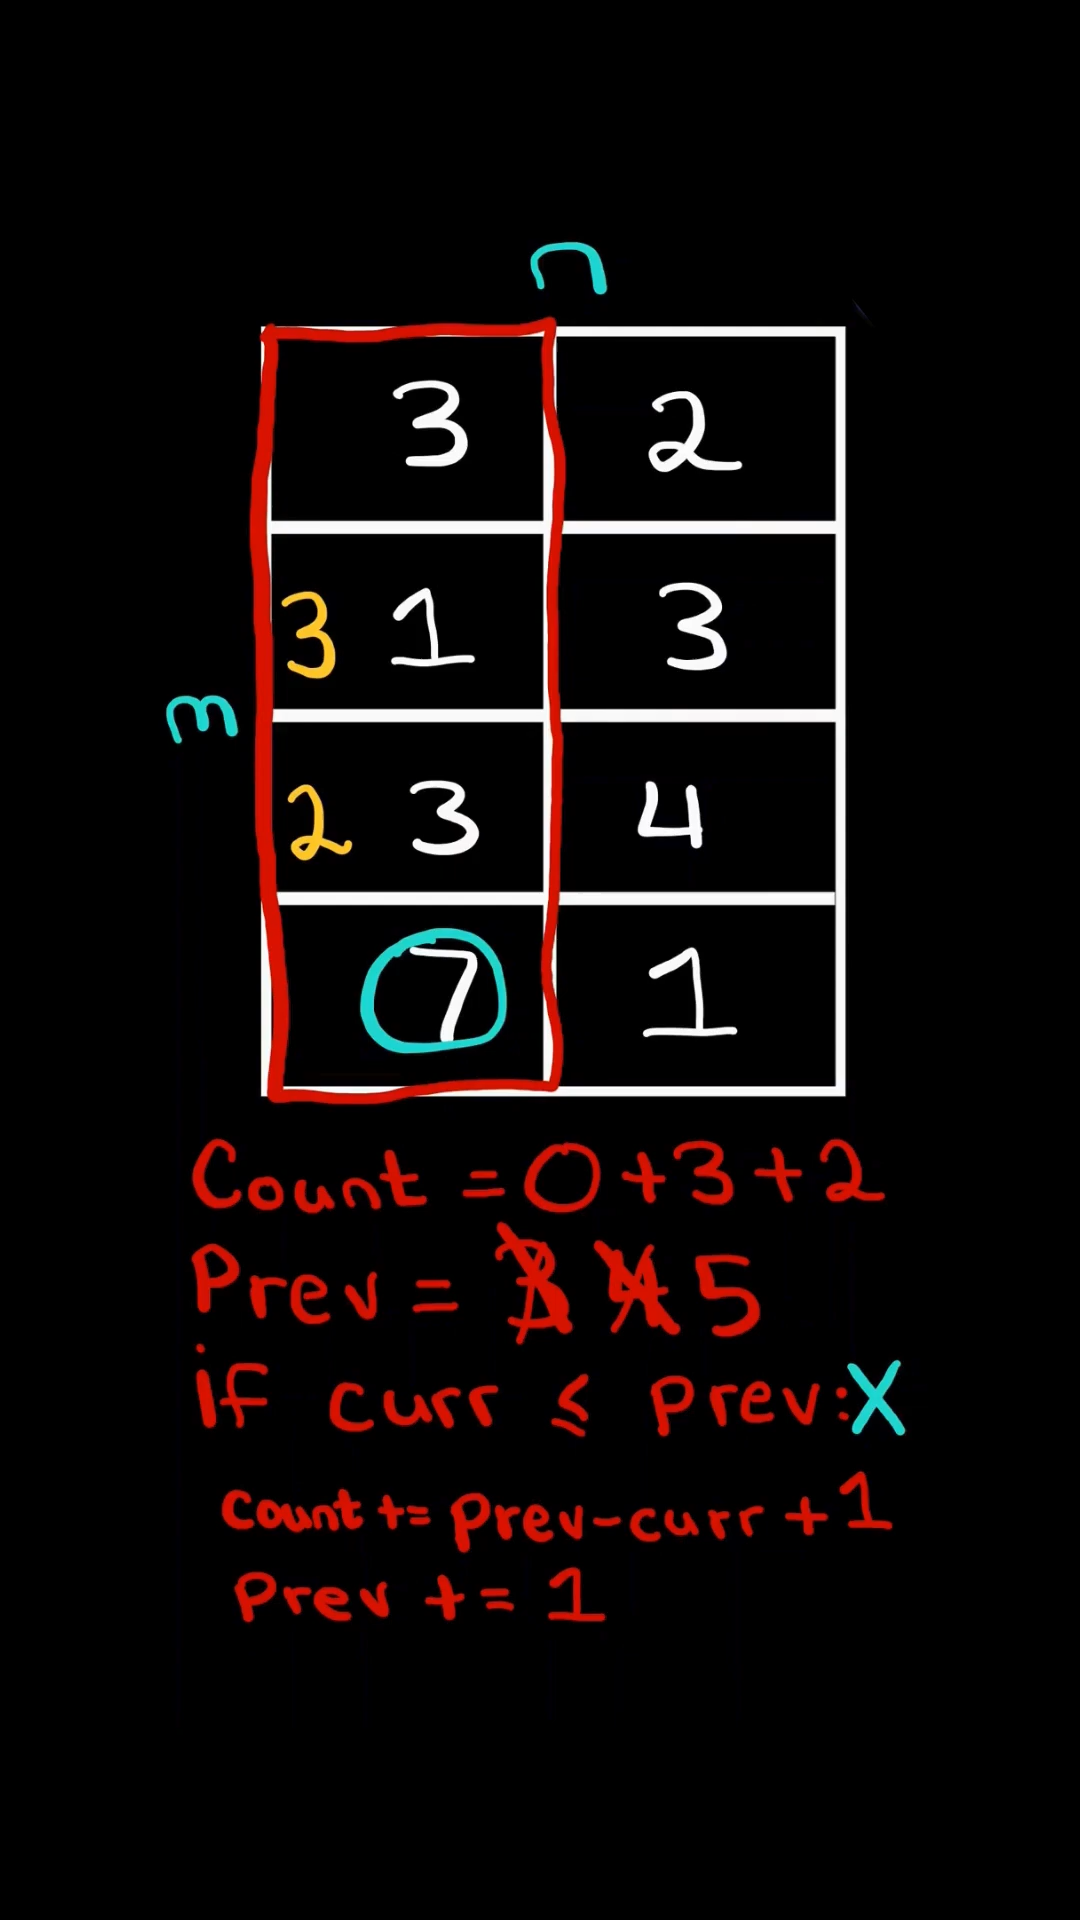 n
3 2
3 1 3
m
2 3 4
7 1
Count = 0 + 3 + 2
Prev = 3 4 5
if curr ≤ prev: X
count += prev - curr + 1
prev += 1